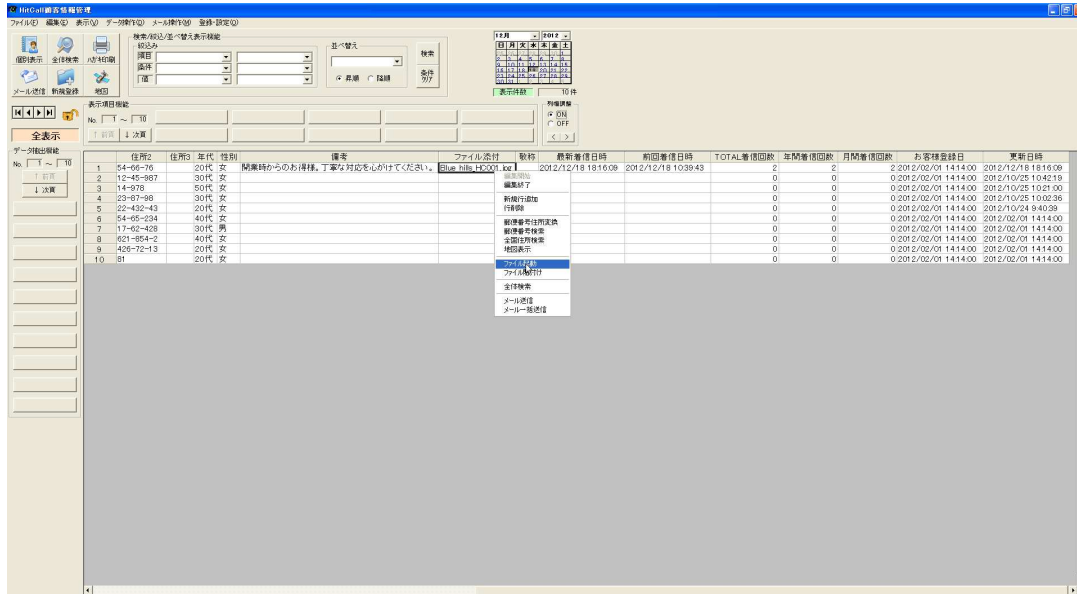 HitCall顧客情報管理
ファイル(F) 編集(E) 表示(V) データ操作(D) メール操作(M) 登録・設定(O)
個別表示 全体検索 ハガキ印刷
メール送信 新規登録 地図
検索/絞込/並べ替え表示機能
絞込み
項目
条件
値
並べ替え
昇順 降順
検索
条件クリア
12月 2012
日 月 火 水 木 金 土
表示件数 10 件
全表示
表示項目機能
No. 1 ～ 10
↑ 前頁 ↓ 次頁
列幅調整
ON
OFF
< >
データ抽出機能
No. 1 ～ 10
↑ 前頁
↓ 次頁
住所2 住所3 年代 性別 備考 ファイル添付 敬称 最新着信日時 前回着信日時 TOTAL着信回数 年間着信回数 月間着信回数 お客様登録日 更新日時
1 54-66-76 20代 女 開業時からのお得様。丁寧な対応を心がけてください。 Blue hills_HC001.jpg 2012/12/18 18:16:09 2012/12/18 10:39:43 2 2 2 2012/02/01 14:14:00 2012/12/18 18:16:09
2 12-45-987 30代 女 0 0 0 2012/02/01 14:14:00 2012/10/25 10:42:19
3 14-978 50代 女 0 0 0 2012/02/01 14:14:00 2012/10/25 10:21:00
4 23-87-98 30代 女 0 0 0 2012/02/01 14:14:00 2012/10/25 10:02:36
5 22-432-43 20代 女 0 0 0 2012/02/01 14:14:00 2012/10/24 9:40:39
6 54-65-234 40代 女 0 0 0 2012/02/01 14:14:00 2012/02/01 14:14:00
7 17-62-428 30代 男 0 0 0 2012/02/01 14:14:00 2012/02/01 14:14:00
8 621-854-2 40代 女 0 0 0 2012/02/01 14:14:00 2012/02/01 14:14:00
9 426-72-13 20代 女 0 0 0 2012/02/01 14:14:00 2012/02/01 14:14:00
10 81 20代 女 0 0 0 2012/02/01 14:14:00 2012/02/01 14:14:00
編集開始
編集終了
新規行追加
行削除
郵便番号住所変換
郵便番号検索
全国住所検索
地図表示
ファイル起動
ファイル貼付け
全体検索
メール送信
メール一括送信